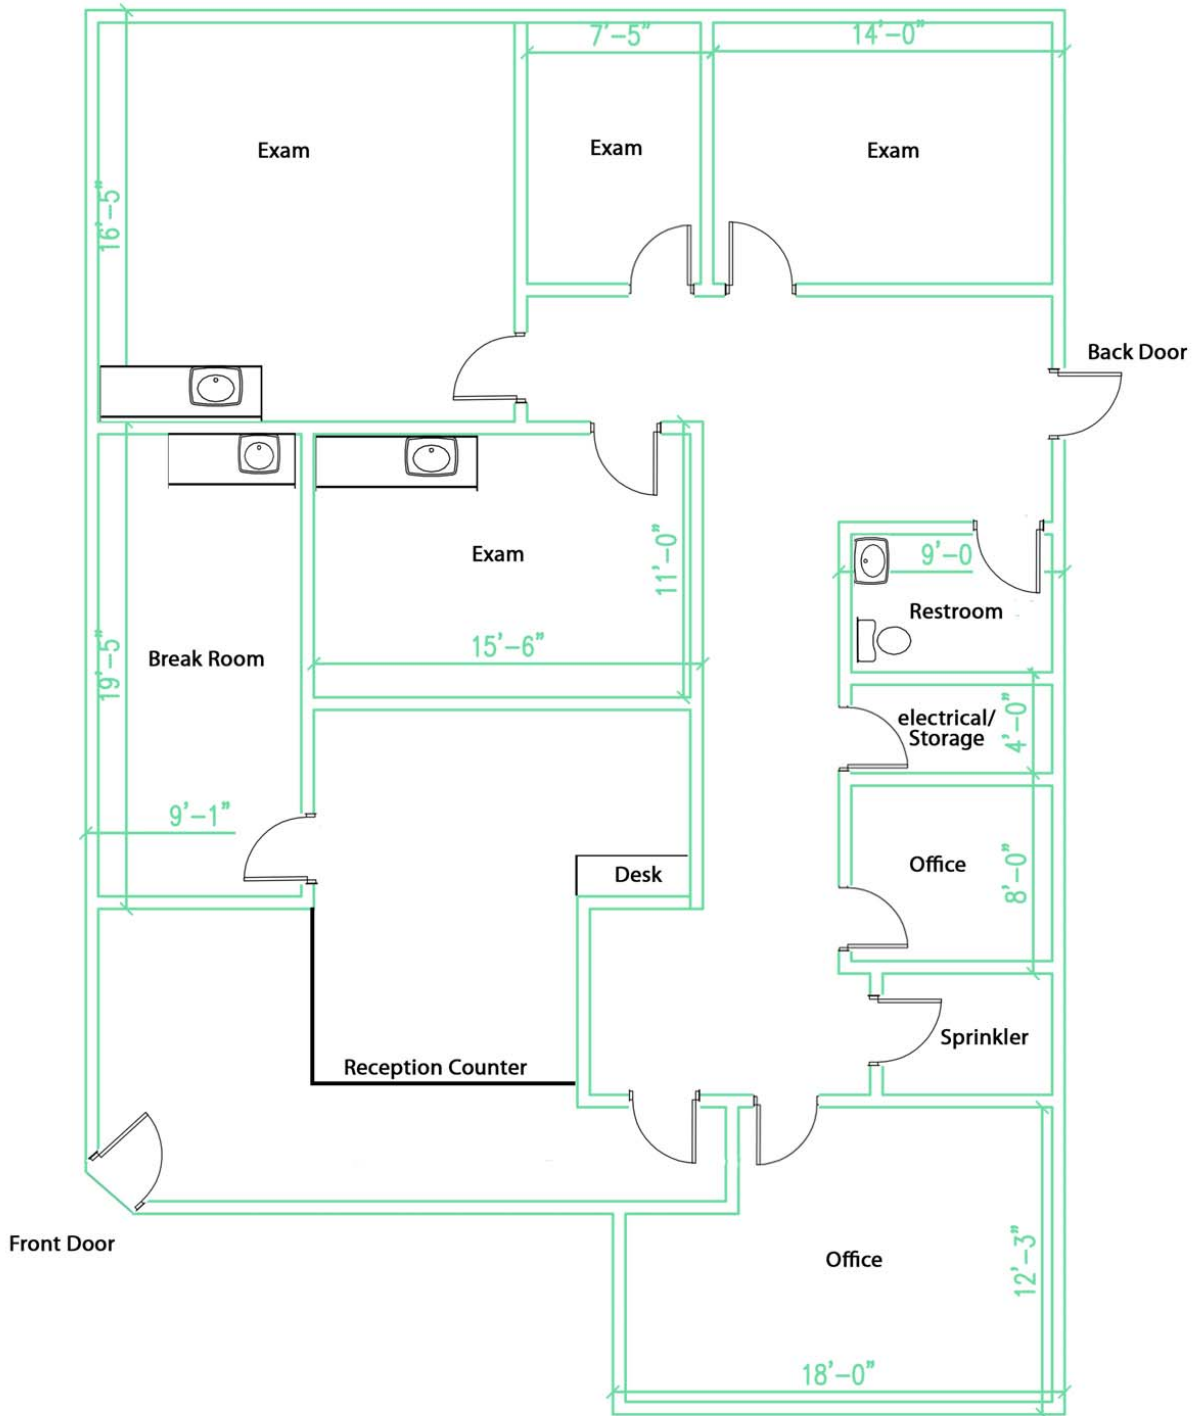 7'-5"
14'-0"
Exam
Exam
Exam
16'-5"
Back Door
Exam
11'-0"
9'-0
Restroom
15'-6"
Break Room
19'-5"
electrical/
Storage
4'-0"
9'-1"
Desk
Office
8'-0"
Sprinkler
Reception Counter
Front Door
Office
12'-3"
18'-0"